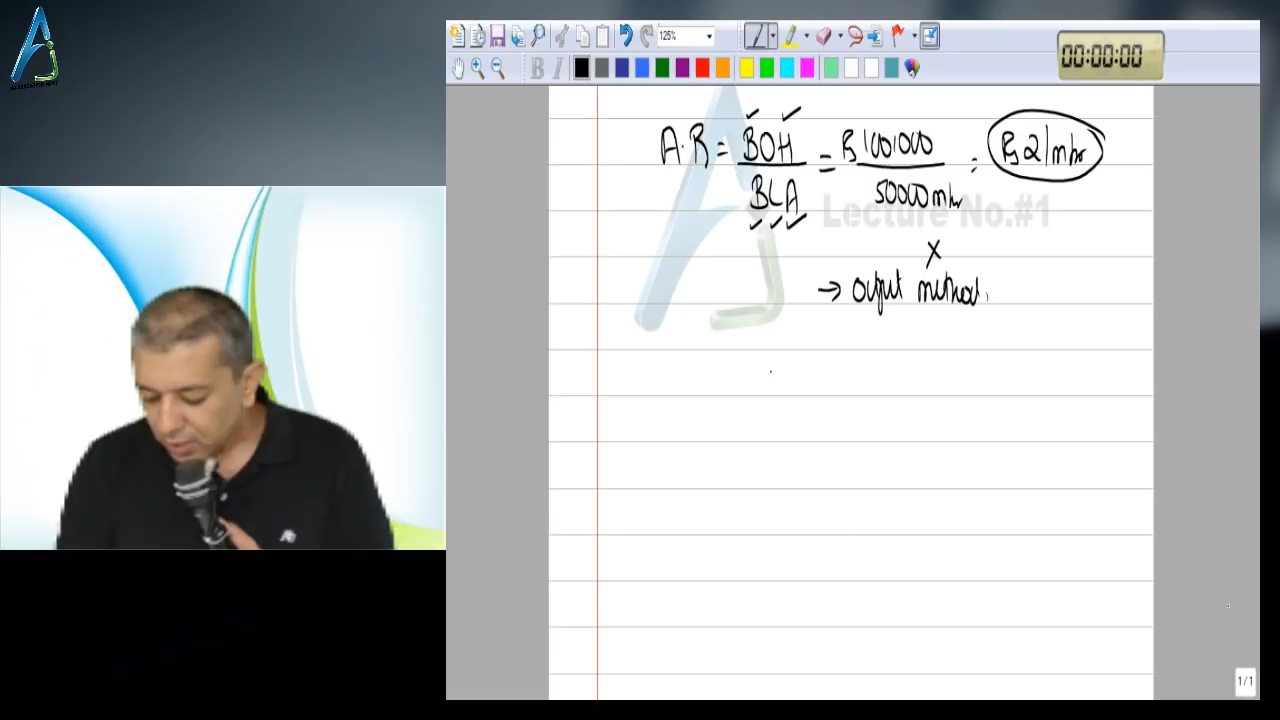 125%
00:00:00
A.R = BOH / BLA = Rs 100,000 / 50000 mhr = Rs 2/mhr
Lecture No.#1
X
→ output method.
1/1